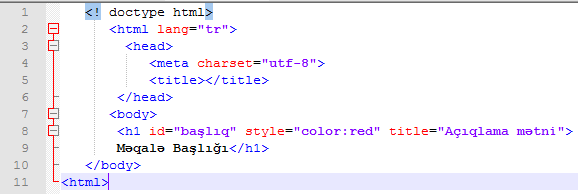 1 <! doctype html>
2 <html lang="tr">
3 <head>
4 <meta charset="utf-8">
5 <title></title>
6 </head>
7 <body>
8 <h1 id="başlıq" style="color:red" title="Açıqlama mətni">
9 Məqalə Başlığı</h1>
10 </body>
11 <html>